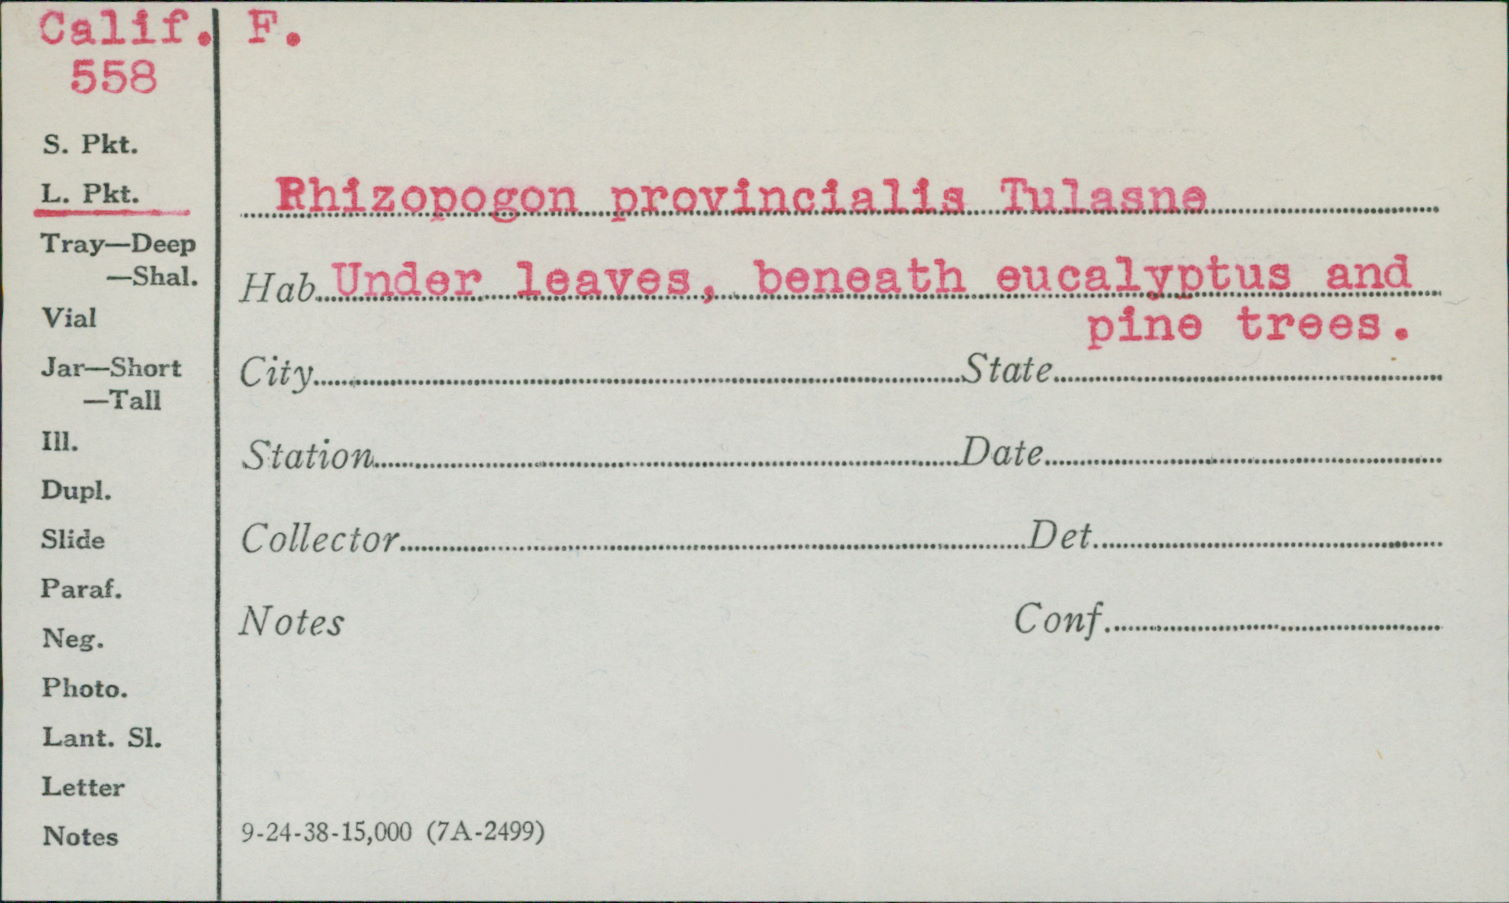 Calif. F.
558
S. Pkt.
L. Pkt.
Rhizopogon provincialis Tulasne
Tray—Deep
—Shal.
Hab. Under leaves, beneath eucalyptus and
pine trees.
Vial
Jar—Short
—Tall
City State
Ill.
Station Date
Dupl.
Slide
Collector Det.
Paraf.
Neg.
Notes Conf.
Photo.
Lant. Sl.
Letter
Notes
9-24-38-15,000 (7A-2499)